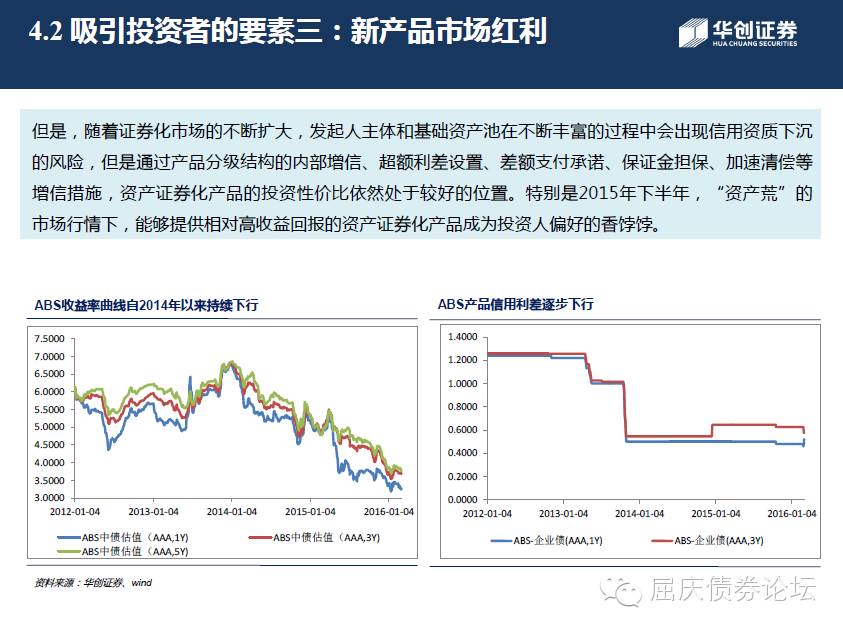 4.2 吸引投资者的要素三：新产品市场红利
华创证券
HUA CHUANG SECURITIES
但是，随着证券化市场的不断扩大，发起人主体和基础资产池在不断丰富的过程中会出现信用资质下沉
的风险，但是通过产品分级结构的内部增信、超额利差设置、差额支付承诺、保证金担保、加速清偿等
增信措施，资产证券化产品的投资性价比依然处于较好的位置。特别是2015年下半年，“资产荒”的
市场行情下，能够提供相对高收益回报的资产证券化产品成为投资人偏好的香饽饽。
ABS收益率曲线自2014年以来持续下行
7.5000
7.0000
6.5000
6.0000
5.5000
5.0000
4.5000
4.0000
3.5000
3.0000
2012-01-04 2013-01-04 2014-01-04 2015-01-04 2016-01-04
ABS中债估值（AAA,1Y) ABS中债估值（AAA,3Y)
ABS中债估值（AAA,5Y)
ABS产品信用利差逐步下行
1.4000
1.2000
1.0000
0.8000
0.6000
0.4000
0.2000
0.0000
2012-01-04 2013-01-04 2014-01-04 2015-01-04 2016-01-04
ABS-企业债(AAA,1Y) ABS-企业债(AAA,3Y)
资料来源：华创证券、wind
屈庆债券论坛